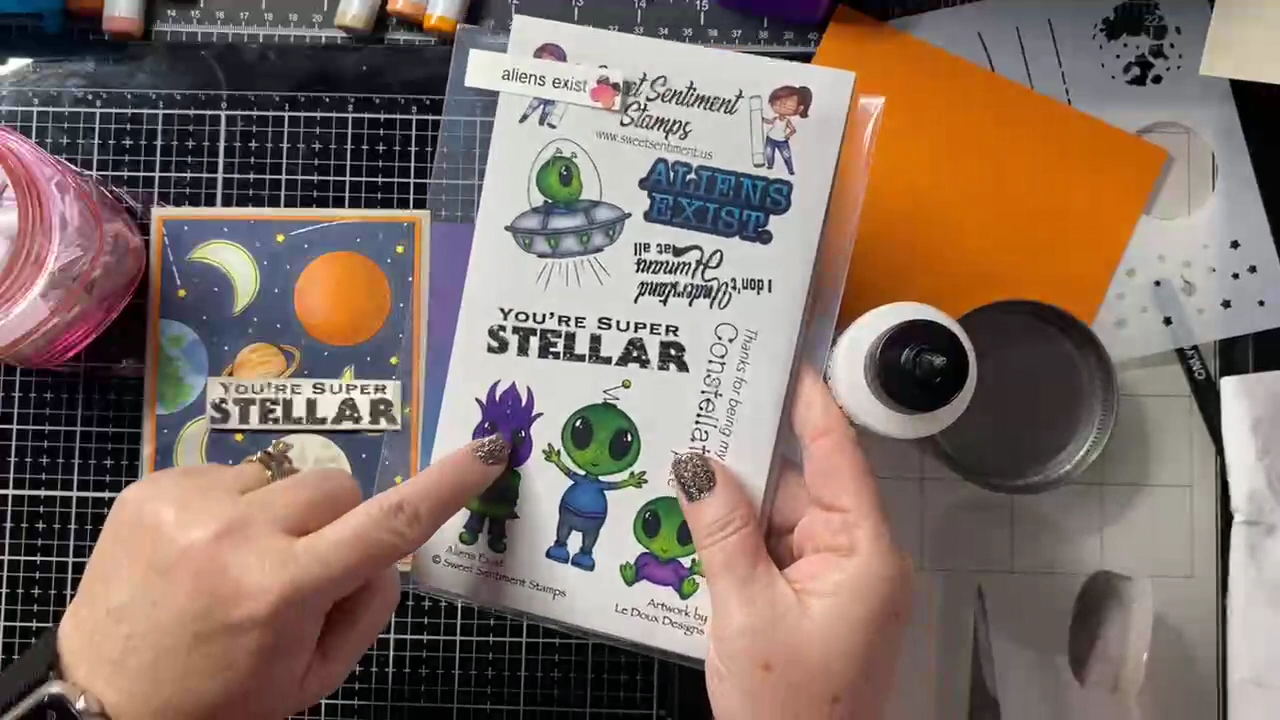 aliens exist
Sweet Sentiment
Stamps
www.sweetsentiment.us
ALIENS
EXIST.
I don't
Understand
Humans
at all
YOU'RE SUPER
STELLAR
Thanks for being my
YOU'RE SUPER
STELLAR
Aliens Exist
© Sweet Sentiment Stamps
Artwork by
Le Doux Designs